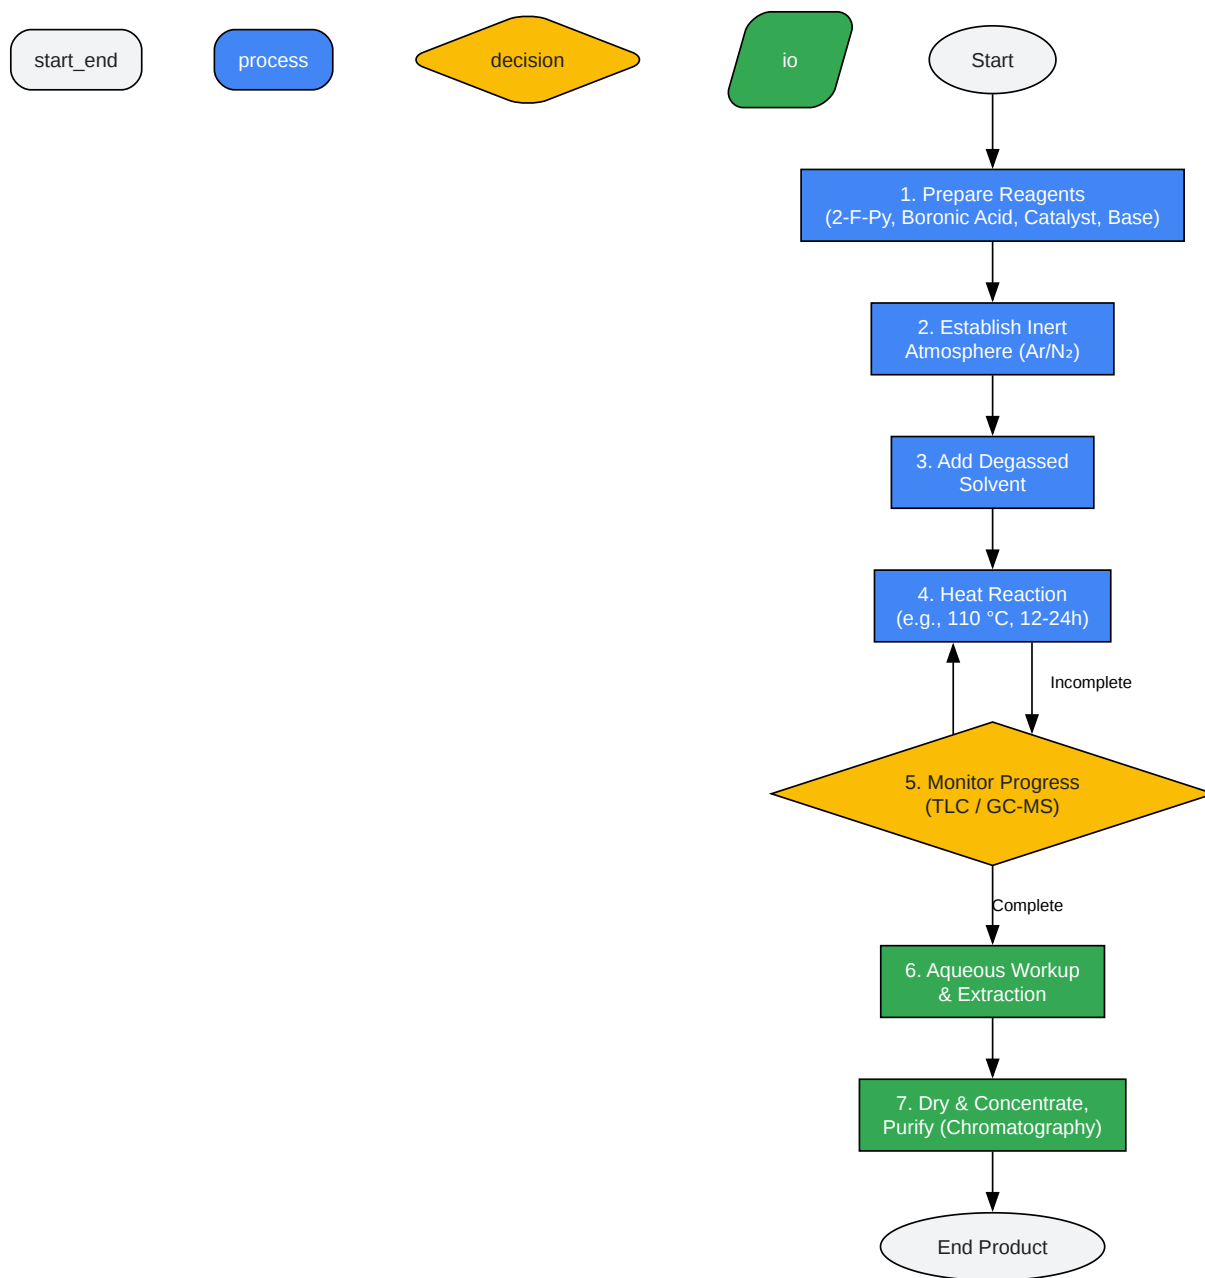 start_end
process
decision
io
Start
1. Prepare Reagents
(2-F-Py, Boronic Acid, Catalyst, Base)
2. Establish Inert
Atmosphere (Ar/N₂)
3. Add Degassed
Solvent
4. Heat Reaction
(e.g., 110 °C, 12-24h)
Incomplete
5. Monitor Progress
(TLC / GC-MS)
Complete
6. Aqueous Workup
& Extraction
7. Dry & Concentrate,
Purify (Chromatography)
End Product